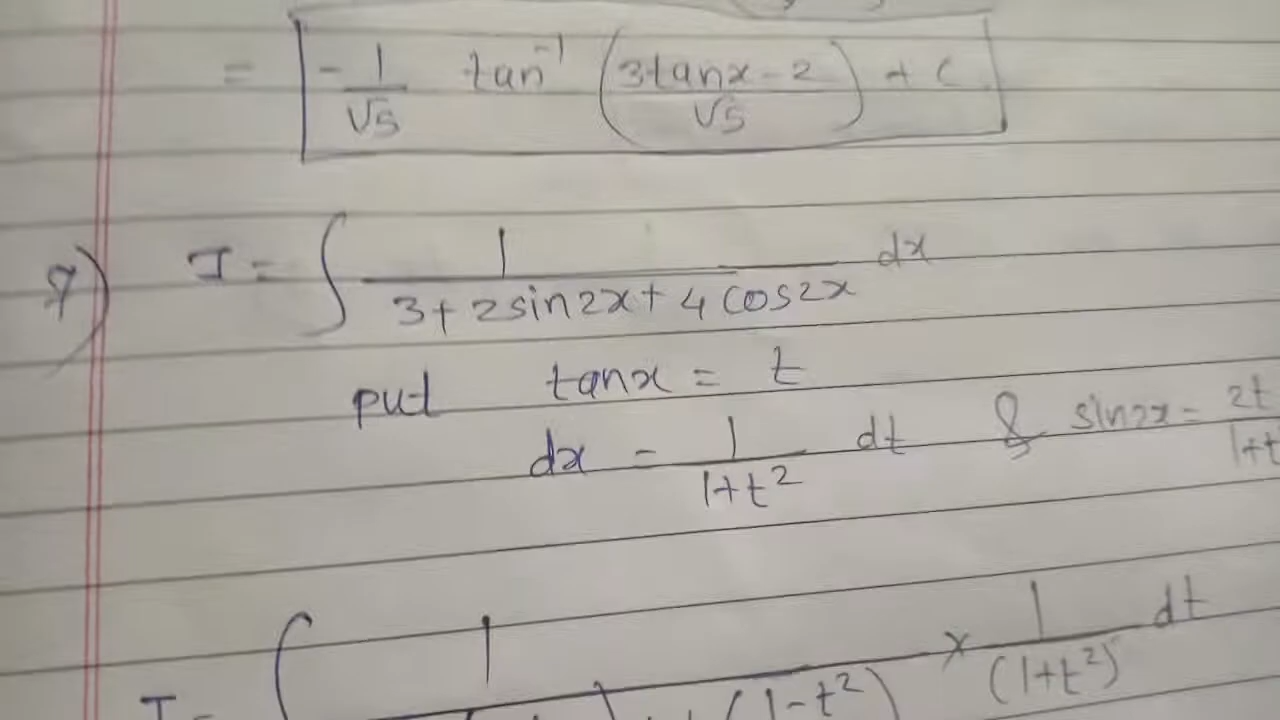 = -1/√5 tan⁻¹ (3tanx-2/√5) + C
7) I = ∫ 1/3+2sin2x+4cos2x dx
put tanx = t
dx = 1/1+t² dt & sin2x = 2t/1+t
I = ∫ 1/(1-t²) × 1/(1+t²) dt